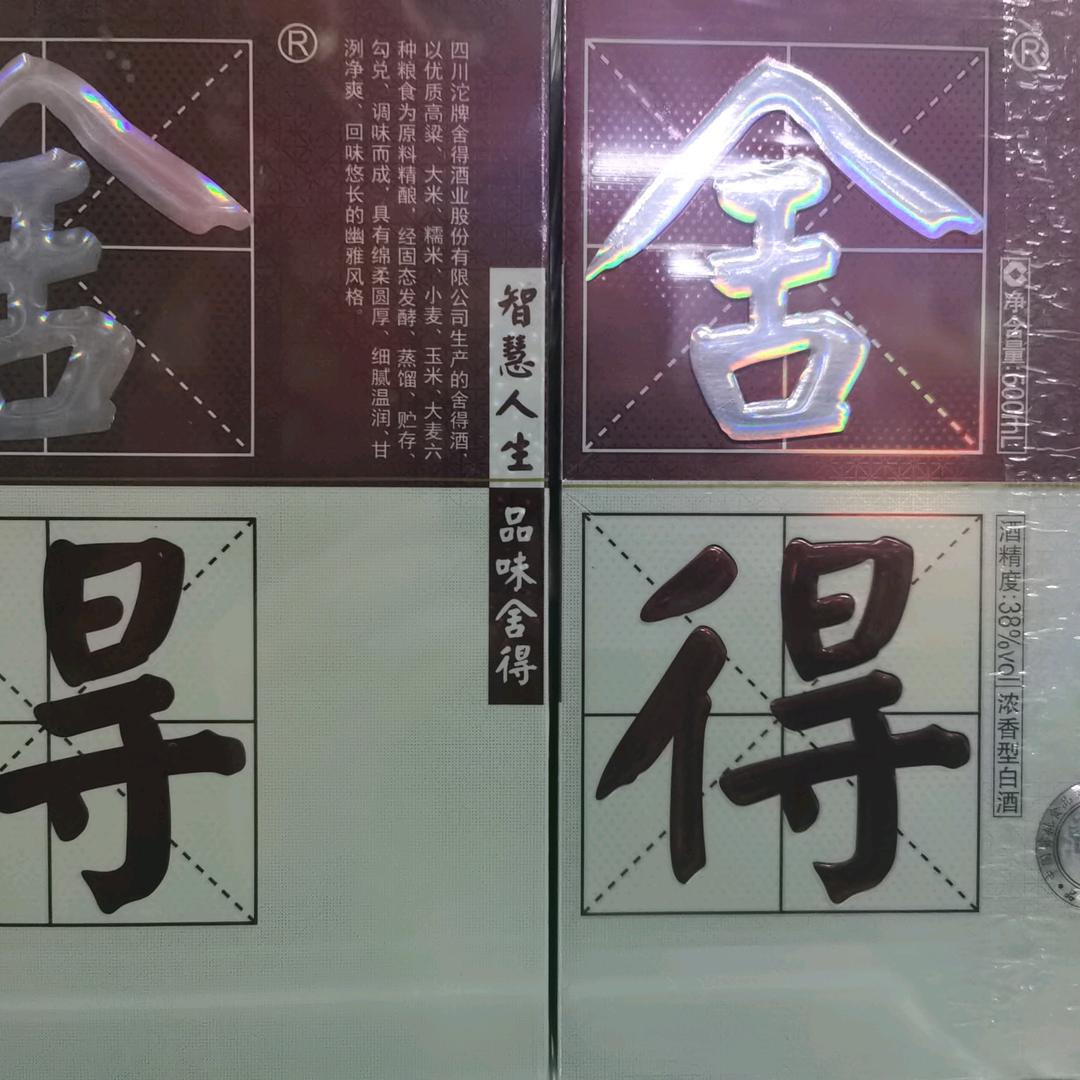 舍
得
®
四川沱牌舍得酒业股份有限公司生产的舍得酒、
以优质高粱、大米、糯米、小麦、玉米、大麦六
种粮食为原料精酿，经固态发酵、蒸馏、贮存、
勾兑、调味而成，具有绵柔圆厚、细腻温润、甘
洌净爽、回味悠长的幽雅风格。
智慧人生
品味舍得
舍
得
®
净含量:600mL
酒精度:38%vol
浓香型白酒